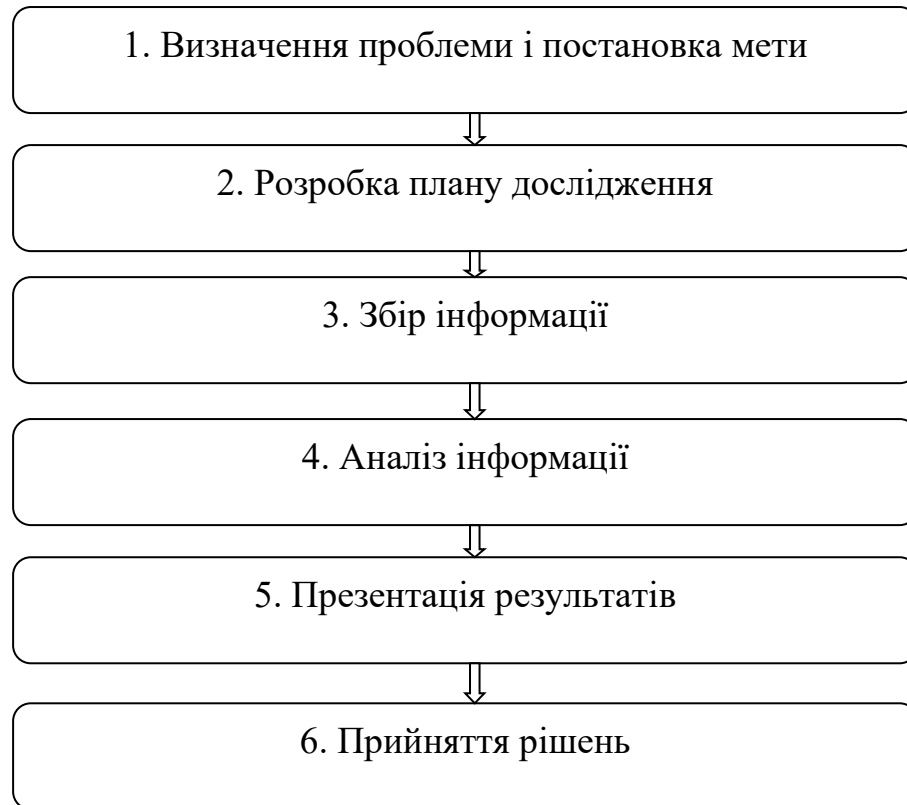 1. Визначення проблеми і постановка мети
2. Розробка плану дослідження
3. Збір інформації
4. Аналіз інформації
5. Презентація результатів
6. Прийняття рішень